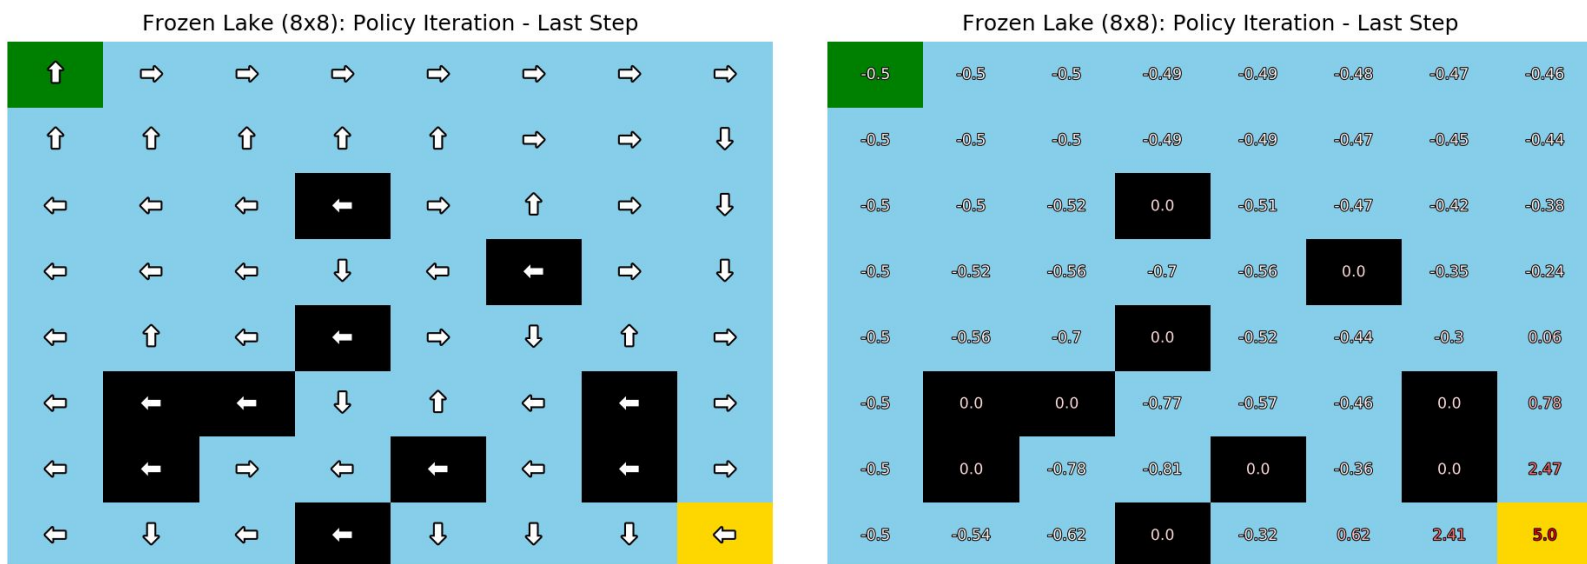 Frozen Lake (8x8): Policy Iteration - Last Step
Frozen Lake (8x8): Policy Iteration - Last Step
-0.5 -0.5 -0.5 -0.49 -0.49 -0.48 -0.47 -0.46
-0.5 -0.5 -0.5 -0.49 -0.49 -0.47 -0.45 -0.44
-0.5 -0.5 -0.52 0.0 -0.51 -0.47 -0.42 -0.38
-0.5 -0.52 -0.56 -0.7 -0.56 0.0 -0.35 -0.24
-0.5 -0.56 -0.7 0.0 -0.52 -0.44 -0.3 0.06
-0.5 0.0 0.0 -0.77 -0.57 -0.46 0.0 0.78
-0.5 0.0 -0.78 -0.81 0.0 -0.36 0.0 2.47
-0.5 -0.54 -0.62 0.0 -0.32 0.62 2.41 5.0